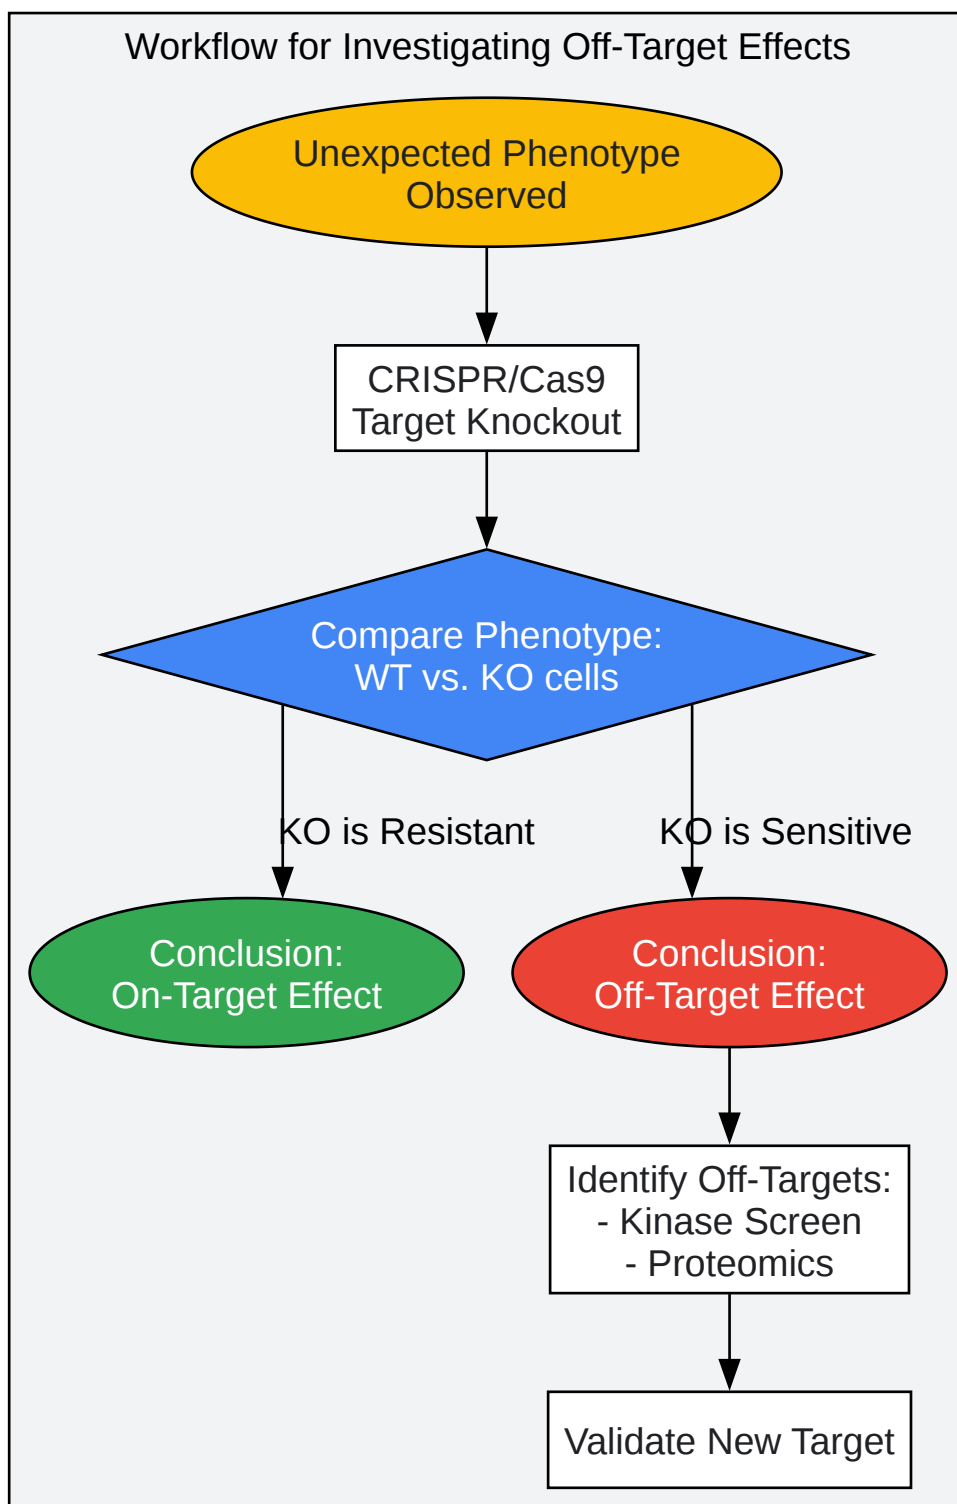 Workflow for Investigating Off-Target Effects
Unexpected Phenotype
Observed
CRISPR/Cas9
Target Knockout
Compare Phenotype:
WT vs. KO cells
KO is Resistant
KO is Sensitive
Conclusion:
On-Target Effect
Conclusion:
Off-Target Effect
Identify Off-Targets:
- Kinase Screen
- Proteomics
Validate New Target